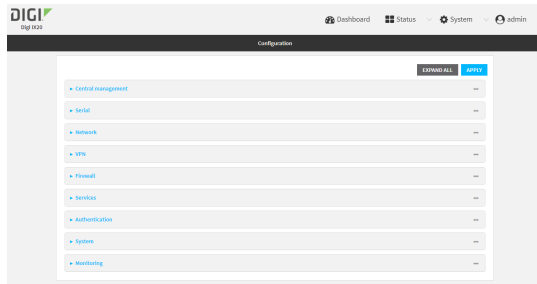 DIGI
Digi IX20
Dashboard
Status
System
admin
Configuration
EXPAND ALL
APPLY
Central management
Serial
Network
VPN
Firewall
Services
Authentication
System
Monitoring